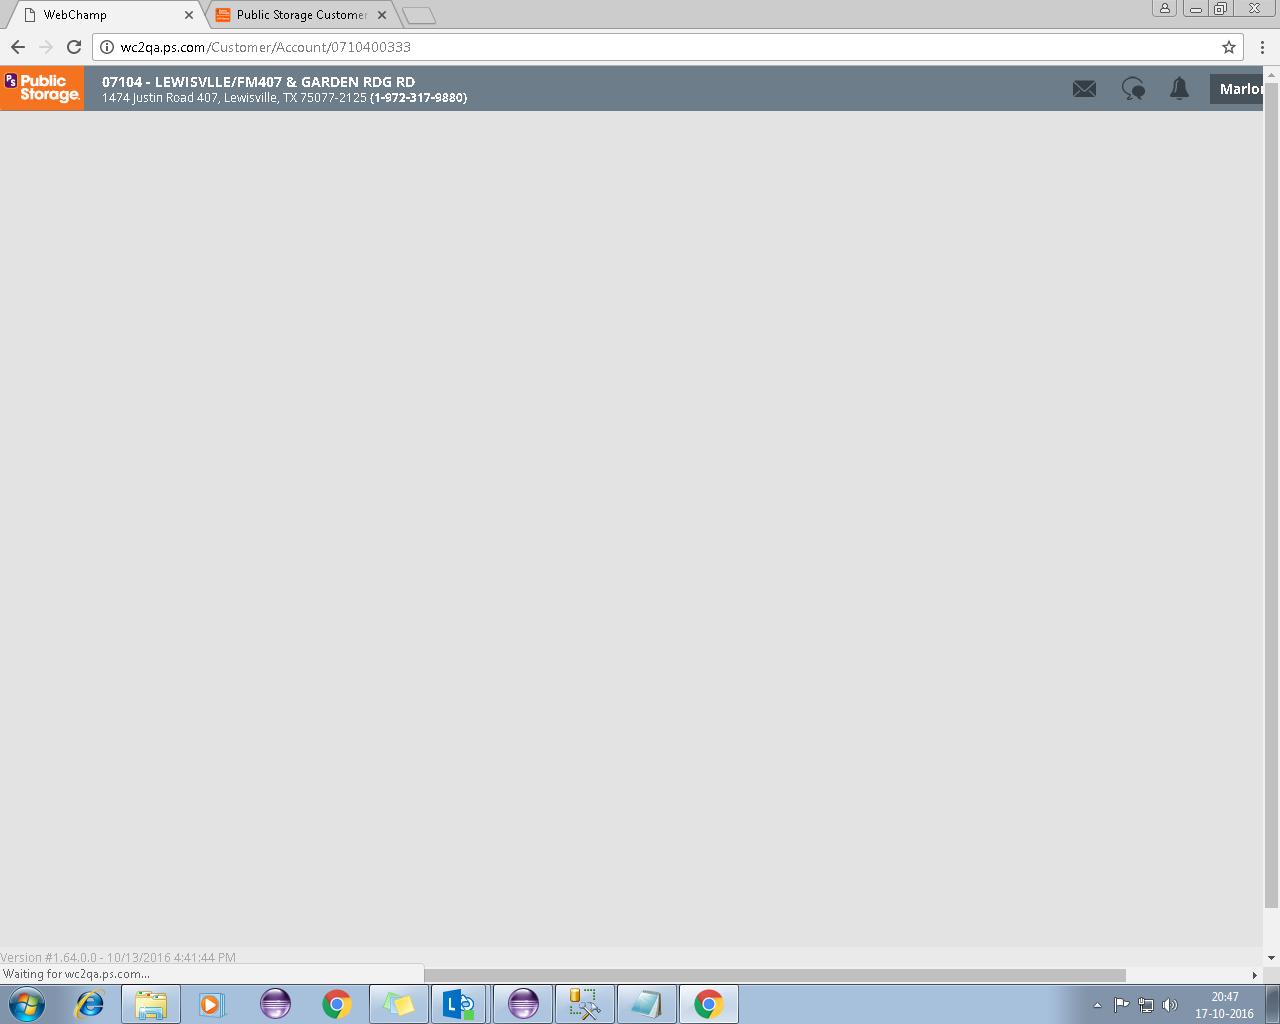 WebChamp
Public Storage Customer
wc2qa.ps.com/Customer/Account/0710400333
PS Public Storage
07104 - LEWISVLLE/FM407 & GARDEN RDG RD
1474 Justin Road 407, Lewisville, TX 75077-2125 (1-972-317-9880)
Marlo
Version #1.64.0.0 - 10/13/2016 4:41:44 PM
Waiting for wc2qa.ps.com...
20:47
17-10-2016